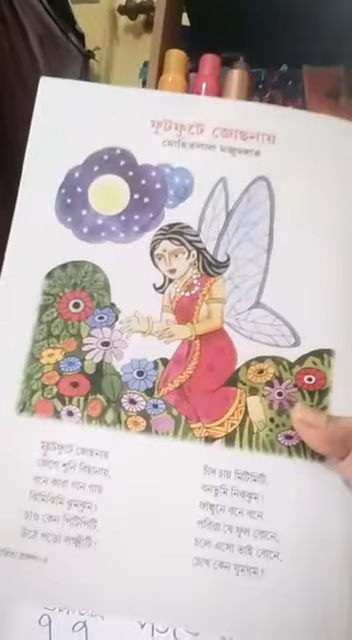 ফুটফুটে জোছনায়
মোহিতলাল মজুমদার
ফুটফুটে জোছনায়
জেগে শুনি বিছানায়,
বনে কারা গান গায়
ঝিমিঝিমি ঝুমঝুম!
চাও কেন পিটিপিটি,
উঠে পড়ো লক্ষ্মীটি!
চাঁদ চায় মিটিমিটি,
বনভূমি নিঝঝুম!
ফাল্গুনে বনে বনে
পরিরা যে ফুল বোনে,
চলে এসো ভাই বোনে,
চোখ কেন ঘুমঘুম!